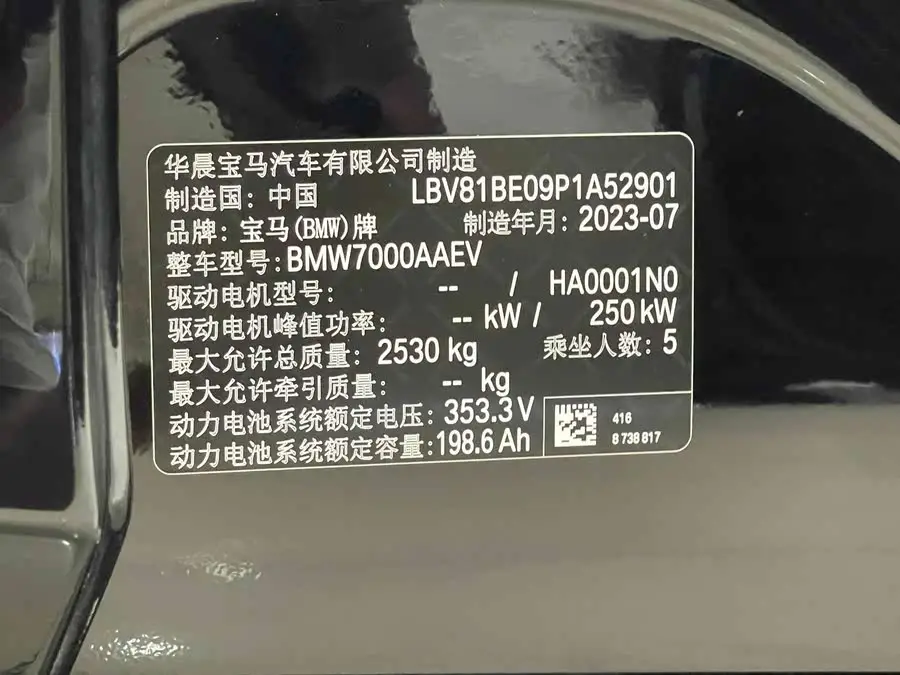 华晨宝马汽车有限公司制造
制造国：中国 LBV81BE09P1A52901
品牌：宝马(BMW)牌 制造年月：2023-07
整车型号:BMW7000AAEV
驱动电机型号： -- / HA0001N0
驱动电机峰值功率： -- kW / 250 kW
最大允许总质量：2530 kg 乘坐人数：5
最大允许牵引质量： -- kg
动力电池系统额定电压：353.3 V
动力电池系统额定容量:198.6 Ah
416
8 738 817